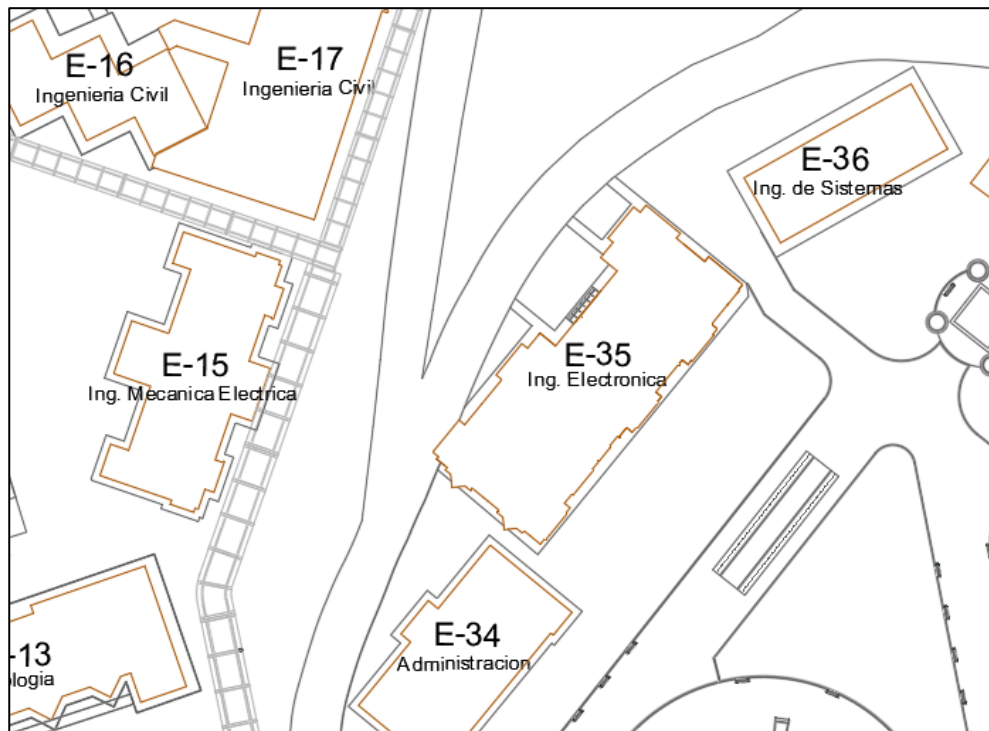 E-16
Ingenieria Civil
E-17
Ingenieria Civil
E-36
Ing. de Sistemas
E-15
Ing. Mecanica Electrica
E-35
Ing. Electronica
E-34
Administracion
-13
ologia